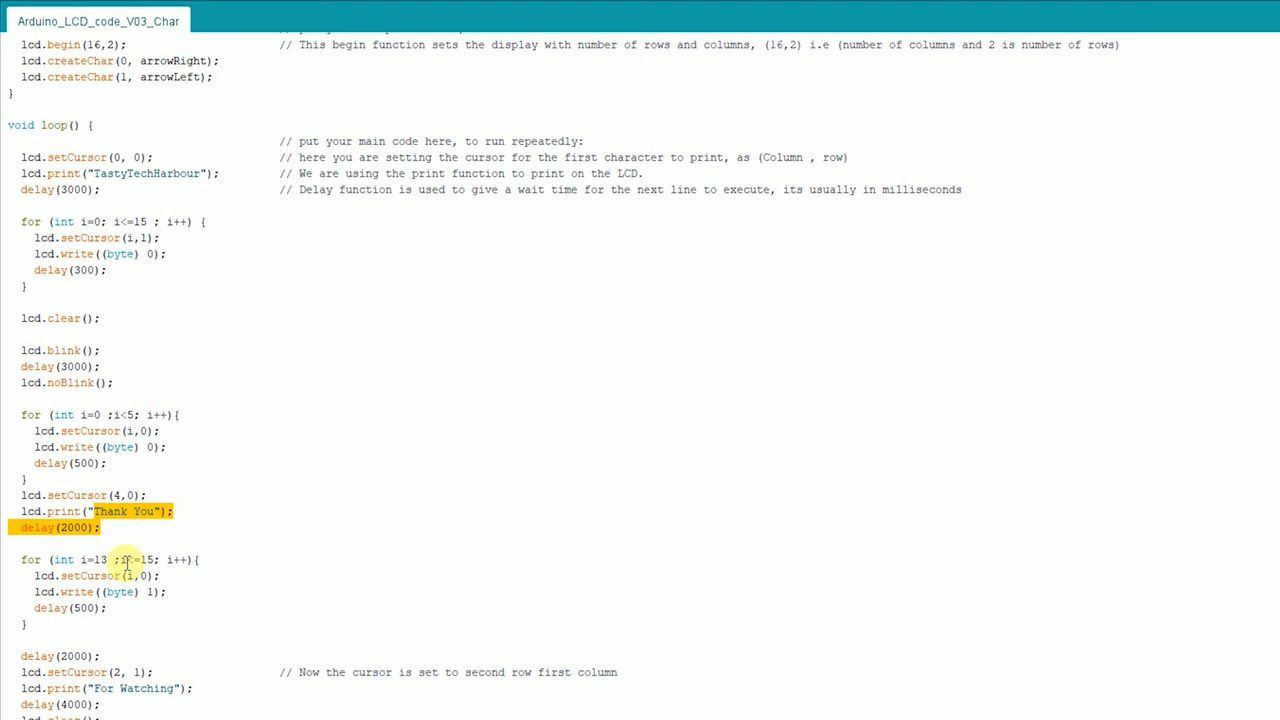 Arduino_LCD_code_V03_Char
lcd.begin(16,2); // This begin function sets the display with number of rows and columns, (16,2) i.e (number of columns and 2 is number of rows)
lcd.createChar(0, arrowRight);
lcd.createChar(1, arrowLeft);
}
void loop() {
// put your main code here, to run repeatedly:
lcd.setCursor(0, 0); // here you are setting the cursor for the first character to print, as (Column , row)
lcd.print("TastyTechHarbour"); // We are using the print function to print on the LCD.
delay(3000); // Delay function is used to give a wait time for the next line to execute, its usually in milliseconds
for (int i=0; i<=15 ; i++) {
lcd.setCursor(i,1);
lcd.write((byte) 0);
delay(300);
}
lcd.clear();
lcd.blink();
delay(3000);
lcd.noBlink();
for (int i=0 ;i<5; i++){
lcd.setCursor(i,0);
lcd.write((byte) 0);
delay(500);
}
lcd.setCursor(4,0);
lcd.print("Thank You");
delay(2000);
for (int i=13 ;i<=15; i++){
lcd.setCursor(i,0);
lcd.write((byte) 1);
delay(500);
}
delay(2000);
lcd.setCursor(2, 1); // Now the cursor is set to second row first column
lcd.print("For Watching");
delay(4000);